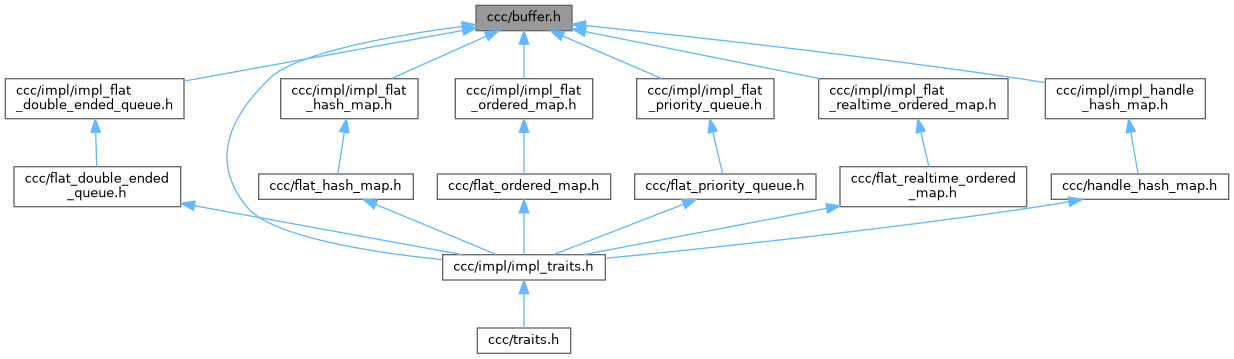 ccc/buffer.h
ccc/impl/impl_flat
_double_ended_queue.h
ccc/impl/impl_flat
_hash_map.h
ccc/impl/impl_flat
_ordered_map.h
ccc/impl/impl_flat
_priority_queue.h
ccc/impl/impl_flat
_realtime_ordered_map.h
ccc/impl/impl_handle
_hash_map.h
ccc/flat_double_ended
_queue.h
ccc/flat_hash_map.h
ccc/flat_ordered_map.h
ccc/flat_priority_queue.h
ccc/flat_realtime_ordered
_map.h
ccc/handle_hash_map.h
ccc/impl/impl_traits.h
ccc/traits.h